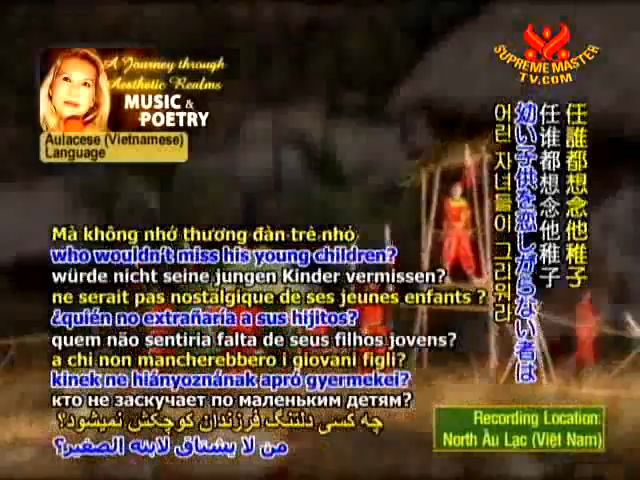 A Journey through
Aesthetic Realms
MUSIC &
POETRY
Aulacese (Vietnamese)
Language
SUPREME MASTER
TV.COM
任誰都想念他稚子
任谁都想念他稚子
幼い子供を恋しがらない者は
어린 자녀들이 그리워라
Mà không nhớ thương đàn trẻ nhỏ
who wouldn't miss his young children?
würde nicht seine jungen Kinder vermissen?
ne serait pas nostalgique de ses jeunes enfants ?
¿quién no extrañaría a sus hijitos?
quem não sentiria falta de seus filhos jovens?
a chi non mancherebbero i giovani figli?
kinek ne hiányoznának apró gyermekei?
кто не заскучает по маленьким детям?
چه کسی دلتنگ فرزندان کوچکش نمیشود؟
من لا يشتاق لابنه الصغير؟
Recording Location:
North Âu Lạc (Việt Nam)